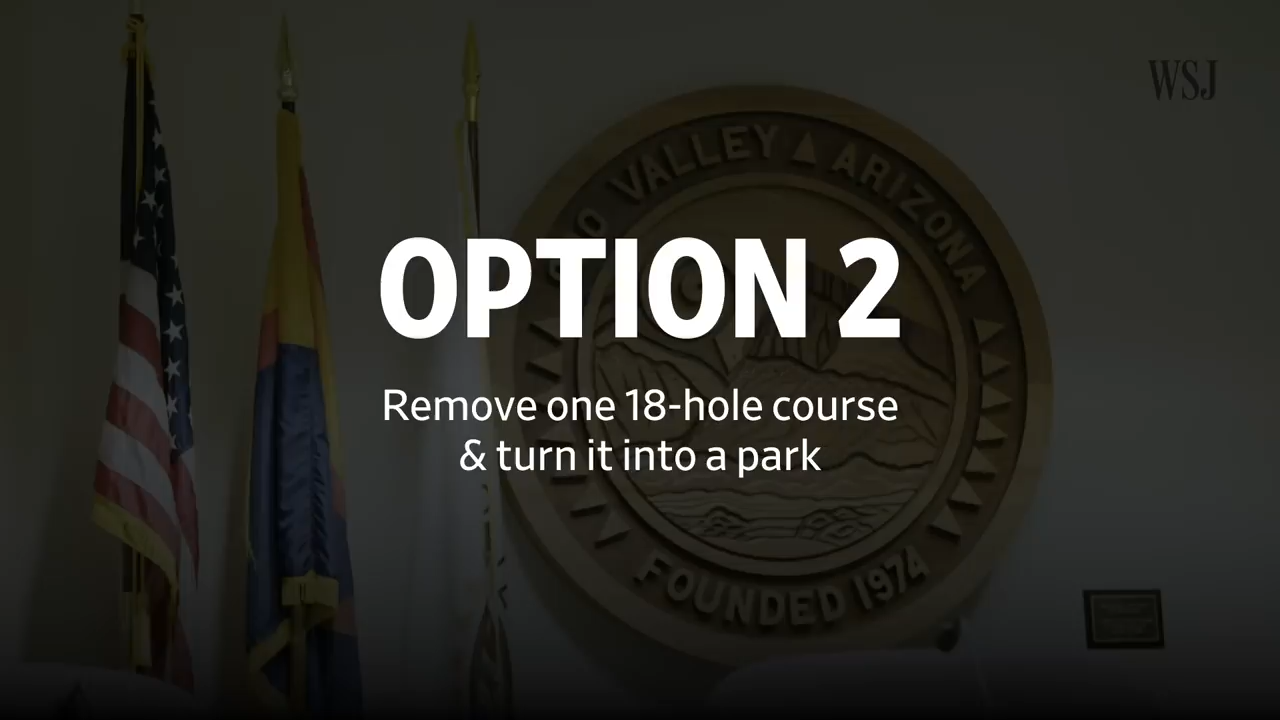 WSJ
VALLEY ARIZONA
OPTION 2
Remove one 18-hole course
& turn it into a park
FOUNDED 1974